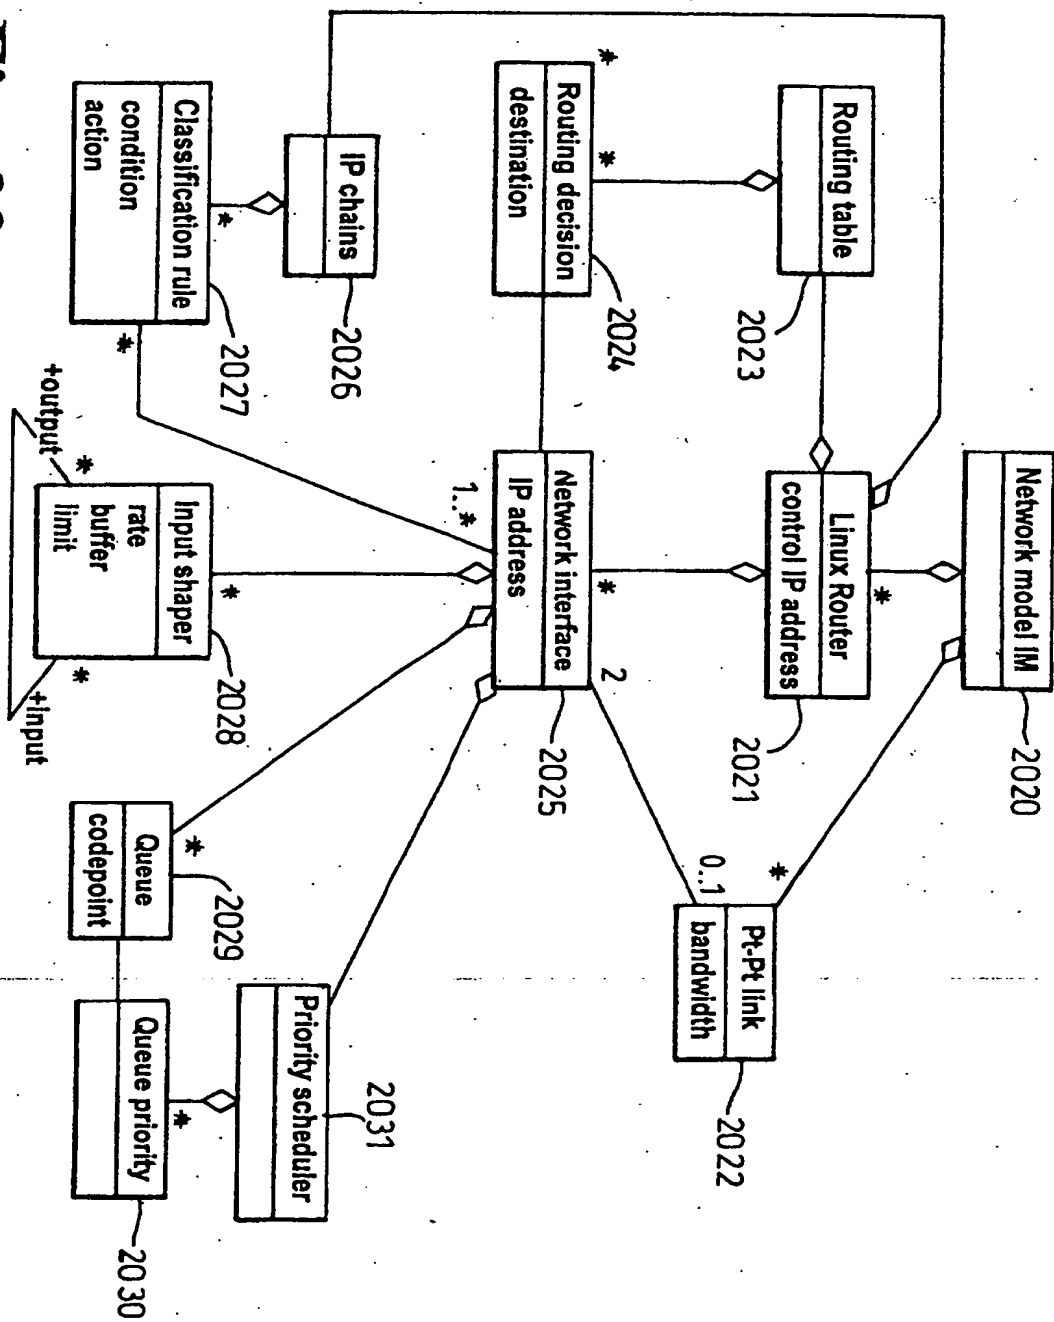 Network model IM
2020
Linux Router
control IP address
2021
*
*
Pt-Pt link
bandwidth
2022
0..1
2
Routing table
2023
*
*
Routing decision
destination
2024
*
Network interface
IP address
2025
1..*
IP chains
2026
*
Classification rule
condition
action
2027
*
*
Input shaper
rate
buffer
limit
2028
*
*
+output
+input
*
Queue
codepoint
2029
Priority scheduler
2031
*
Queue priority
2030